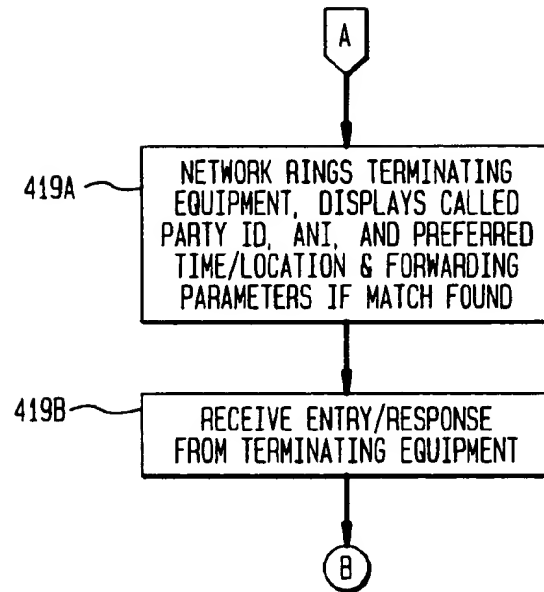 A
419A
NETWORK RINGS TERMINATING
EQUIPMENT, DISPLAYS CALLED
PARTY ID, ANI, AND PREFERRED
TIME/LOCATION & FORWARDING
PARAMETERS IF MATCH FOUND
419B
RECEIVE ENTRY/RESPONSE
FROM TERMINATING EQUIPMENT
B